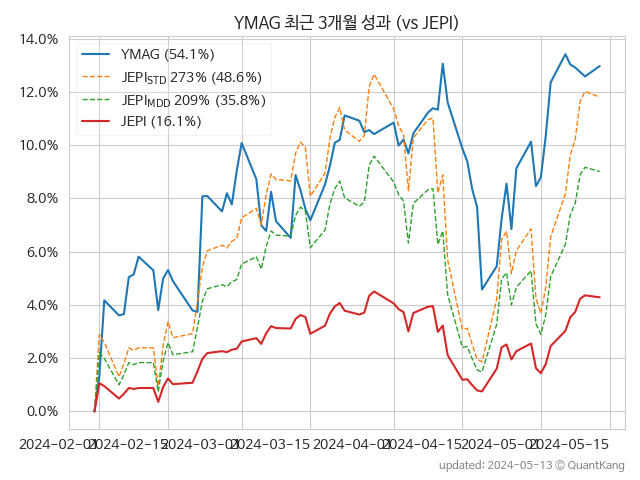 YMAG 최근 3개월 성과 (vs JEPI)
14.0%
12.0%
10.0%
8.0%
6.0%
4.0%
2.0%
0.0%
YMAG (54.1%)
JEPI_STD 273% (48.6%)
JEPI_MDD 209% (35.8%)
JEPI (16.1%)
2024-02-01 2024-02-15 2024-03-01 2024-03-15 2024-04-01 2024-04-15 2024-05-01 2024-05-15
updated: 2024-05-13 © QuantKang